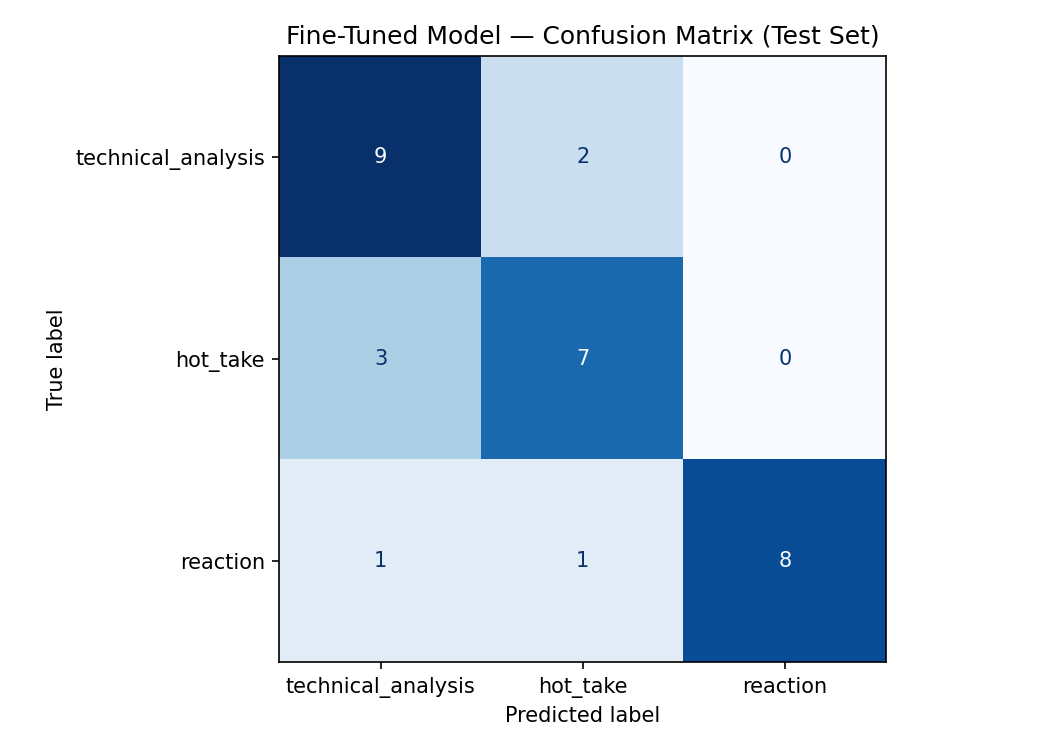 Fine-Tuned Model — Confusion Matrix (Test Set)
technical_analysis
9 2 0
hot_take
3 7 0
reaction
1 1 8
technical_analysis hot_take reaction
Predicted label
True label